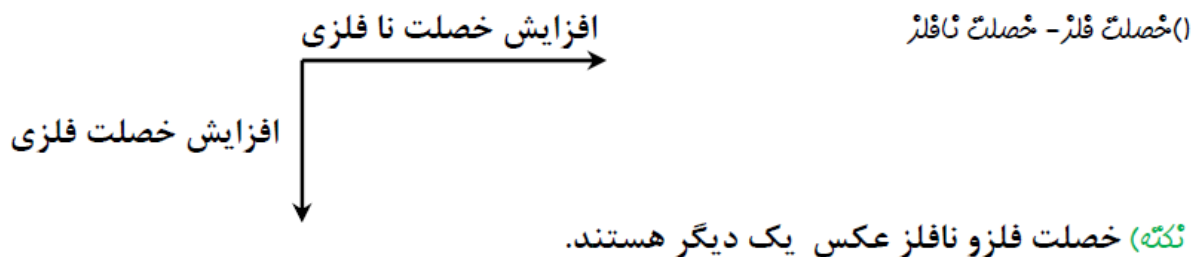 ۱)خصلت فلز- خصلت نافلز
افزایش خصلت نا فلزی
افزایش خصلت فلزی
نکته) خصلت فلزو نافلز عکس یک دیگر هستند.